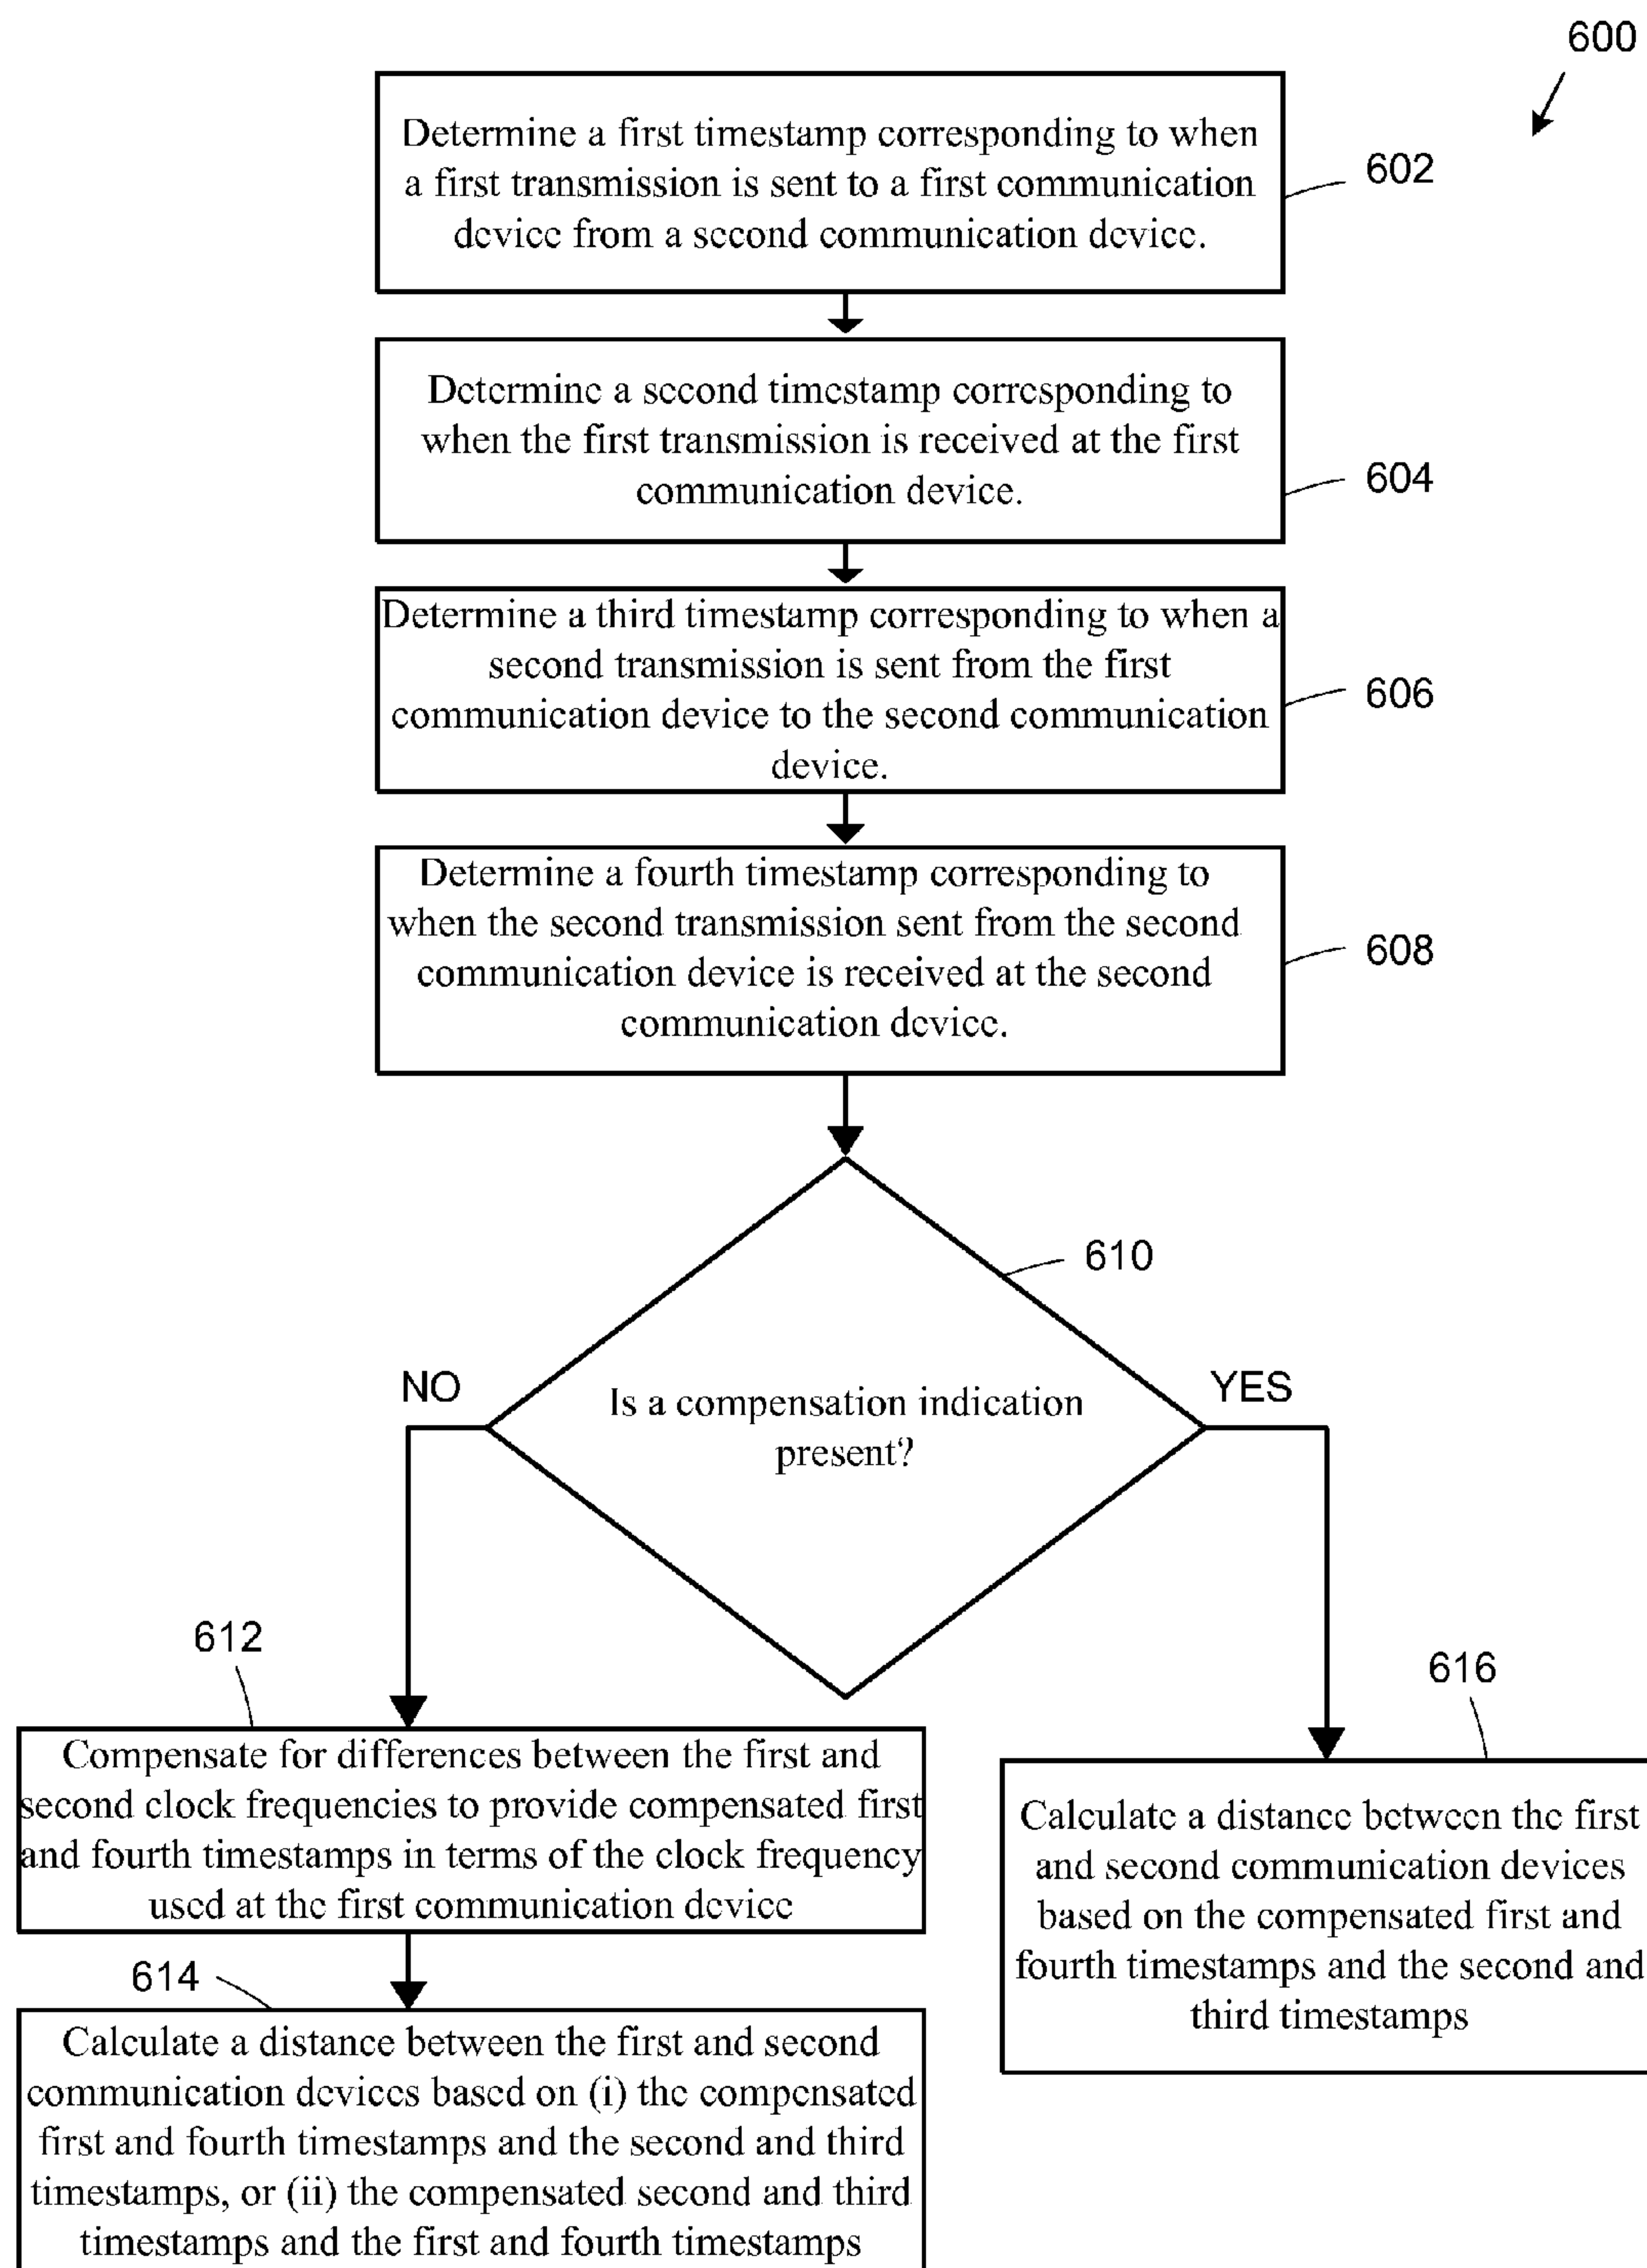 600
Determine a first timestamp corresponding to when
a first transmission is sent to a first communication
device from a second communication device.
602
Determine a second timestamp corresponding to
when the first transmission is received at the first
communication device.
604
Determine a third timestamp corresponding to when a
second transmission is sent from the first
communication device to the second communication
device.
606
Determine a fourth timestamp corresponding to
when the second transmission sent from the second
communication device is received at the second
communication device.
608
610
Is a compensation indication
present?
NO
YES
612
Compensate for differences between the first and
second clock frequencies to provide compensated first
and fourth timestamps in terms of the clock frequency
used at the first communication device
614
Calculate a distance between the first and second
communication devices based on (i) the compensated
first and fourth timestamps and the second and third
timestamps, or (ii) the compensated second and third
timestamps and the first and fourth timestamps
616
Calculate a distance between the first
and second communication devices
based on the compensated first and
fourth timestamps and the second and
third timestamps